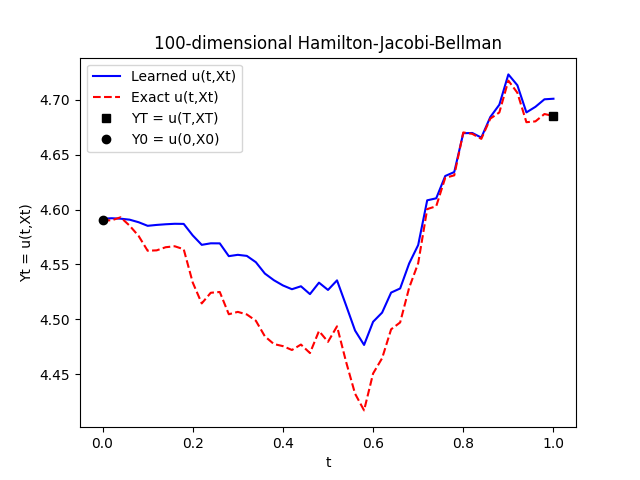 100-dimensional Hamilton-Jacobi-Bellman
Learned u(t,Xt)
Exact u(t,Xt)
YT = u(T,XT)
Y0 = u(0,X0)
4.70
4.65
4.60
4.55
4.50
4.45
Yt = u(t,Xt)
0.0 0.2 0.4 0.6 0.8 1.0
t